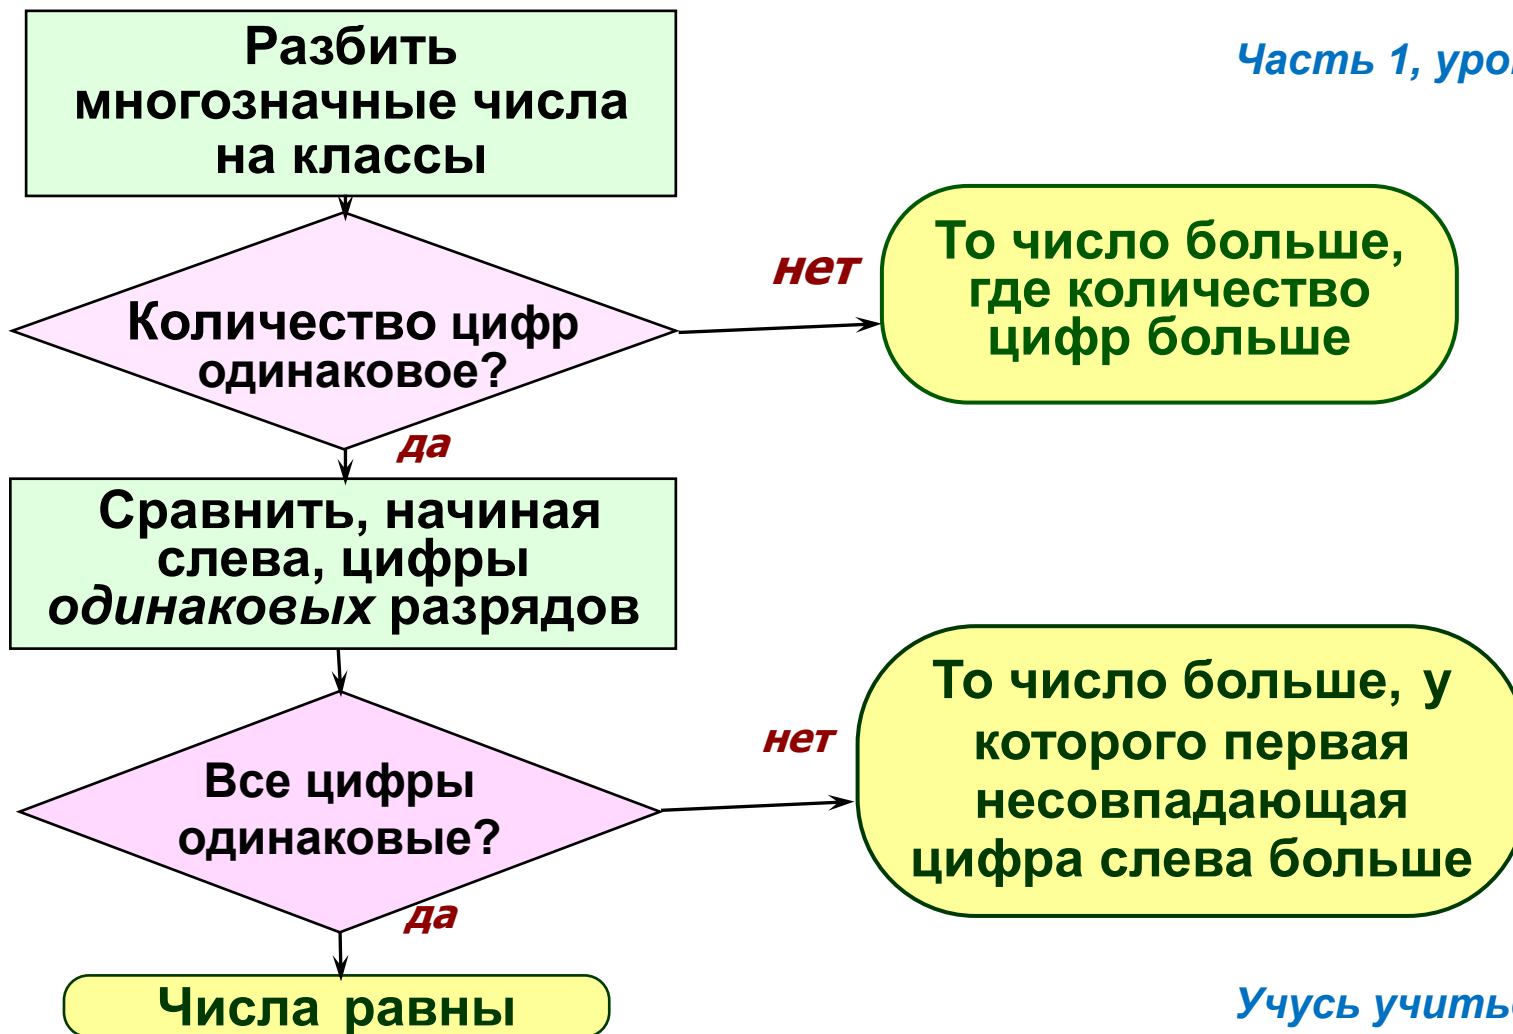 Разбить
многозначные числа
на классы
Часть 1,
нет
То число больше,
где количество
цифр больше
Количество цифр
одинаковое?
да
Сравнить, начиная
слева, цифры
одинаковых разрядов
То число больше, у
которого первая
несовпадающая
цифра слева больше
нет
Все цифры
одинаковые?
да
Числа равны
Учусь